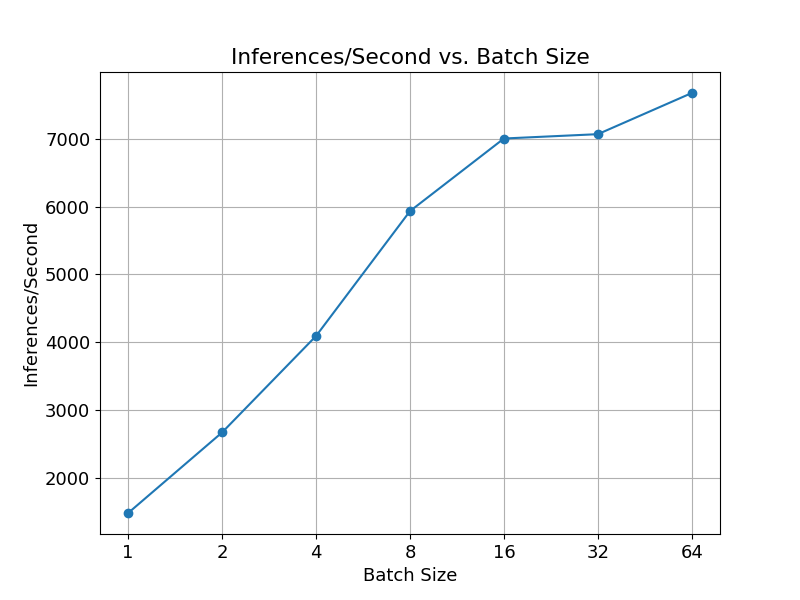 Inferences/Second vs. Batch Size
7000
6000
5000
4000
3000
2000
Inferences/Second
1 2 4 8 16 32 64
Batch Size